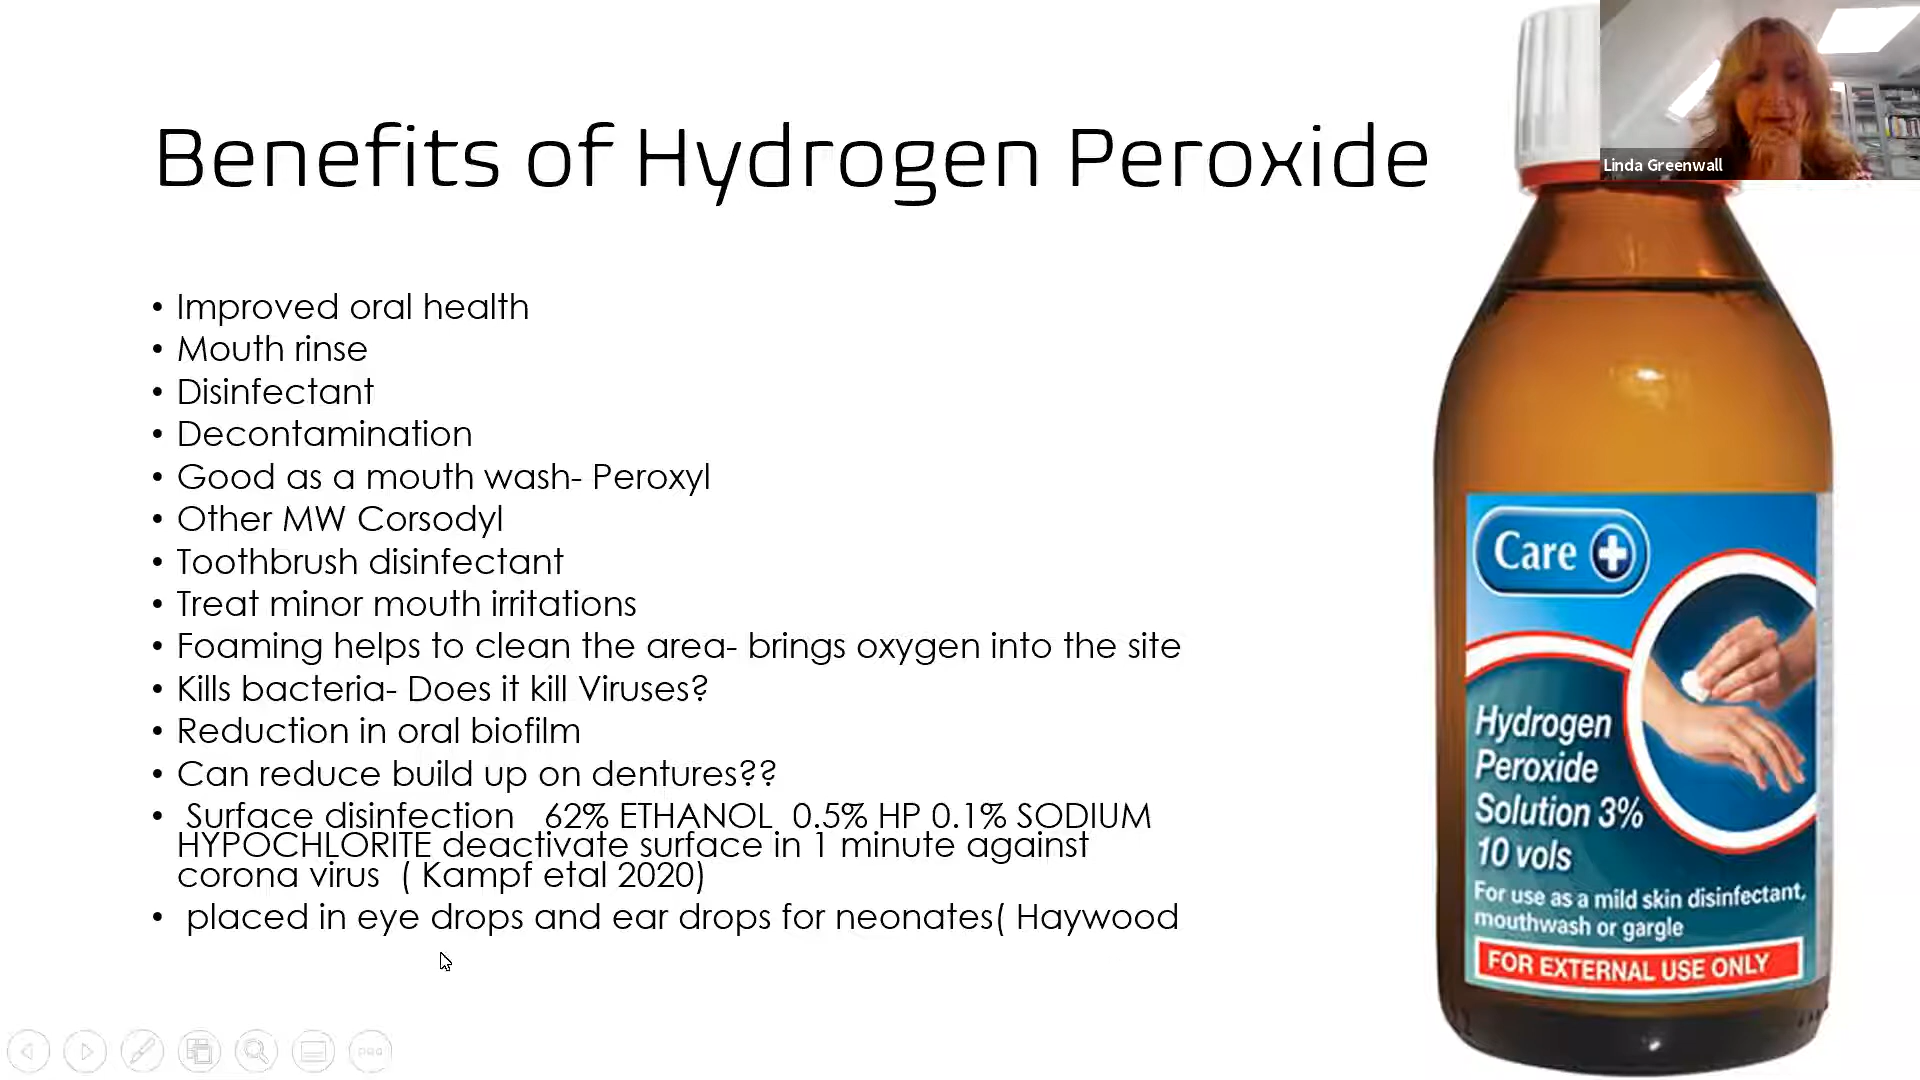 Benefits of Hydrogen Peroxide
Linda Greenwall
• Improved oral health
• Mouth rinse
• Disinfectant
• Decontamination
• Good as a mouth wash- Peroxyl
• Other MW Corsodyl
• Toothbrush disinfectant
• Treat minor mouth irritations
• Foaming helps to clean the area- brings oxygen into the site
• Kills bacteria- Does it kill Viruses?
• Reduction in oral biofilm
• Can reduce build up on dentures??
• Surface disinfection 62% ETHANOL 0.5% HP 0.1% SODIUM
HYPOCHLORITE deactivate surface in 1 minute against
corona virus ( Kampf etal 2020)
• placed in eye drops and ear drops for neonates( Haywood
Care
Hydrogen
Peroxide
Solution 3%
10 vols
For use as a mild skin disinfectant,
mouthwash or gargle
FOR EXTERNAL USE ONLY